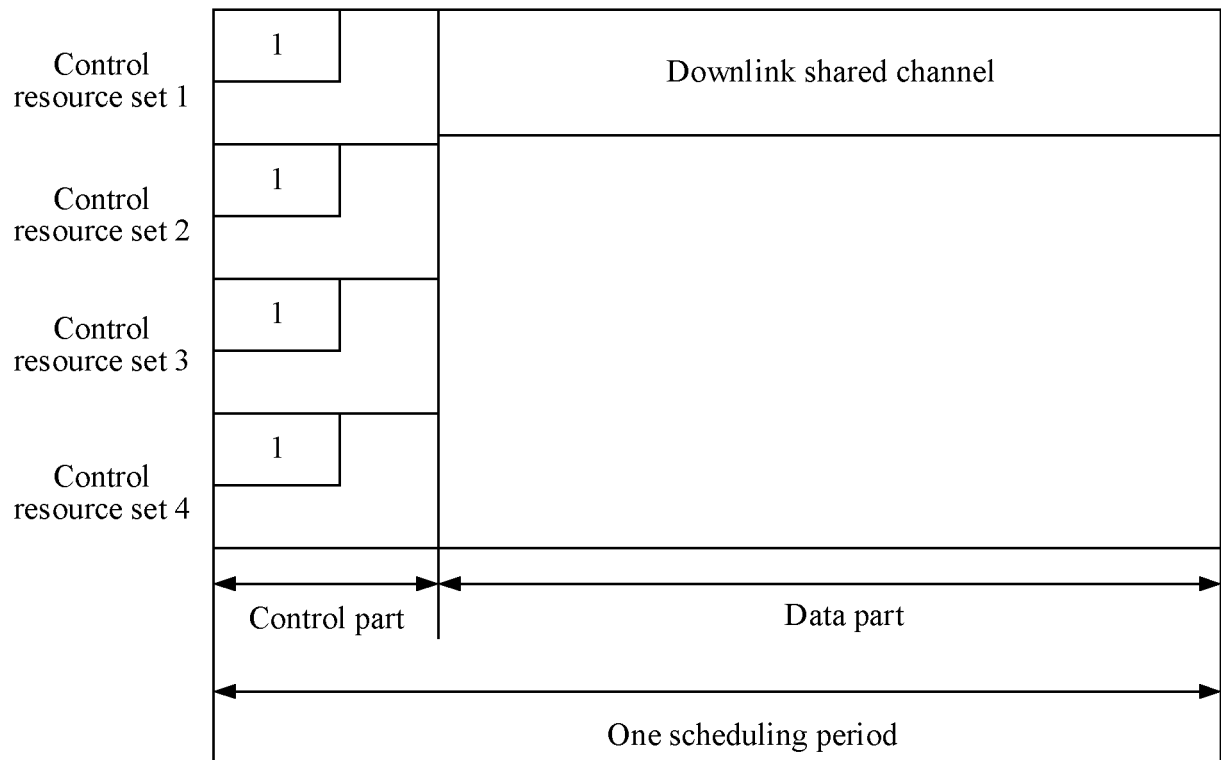 Control
resource set 1
1
Downlink shared channel
Control
resource set 2
1
Control
resource set 3
1
Control
resource set 4
1
Control part
Data part
One scheduling period